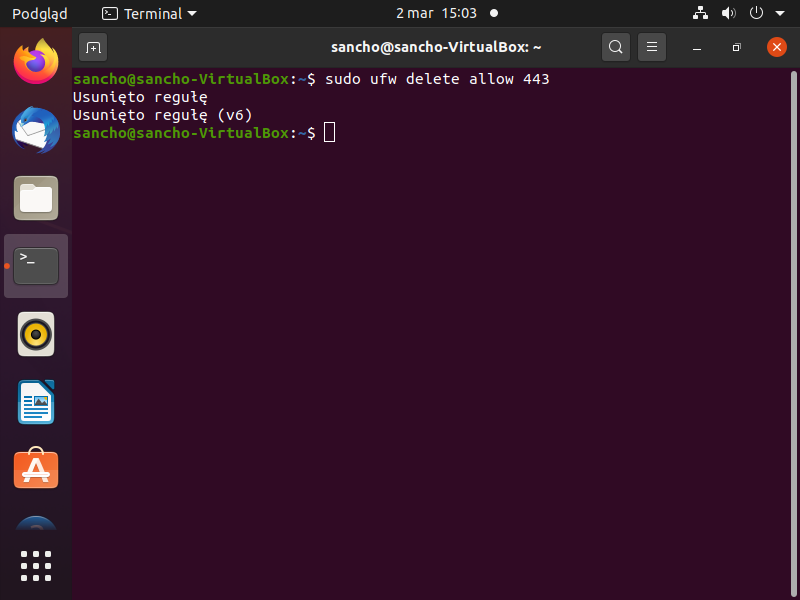 Podgląd Terminal 2 mar 15:03
sancho@sancho-VirtualBox: ~
sancho@sancho-VirtualBox:~$ sudo ufw delete allow 443
Usunięto regułę
Usunięto regułę (v6)
sancho@sancho-VirtualBox:~$